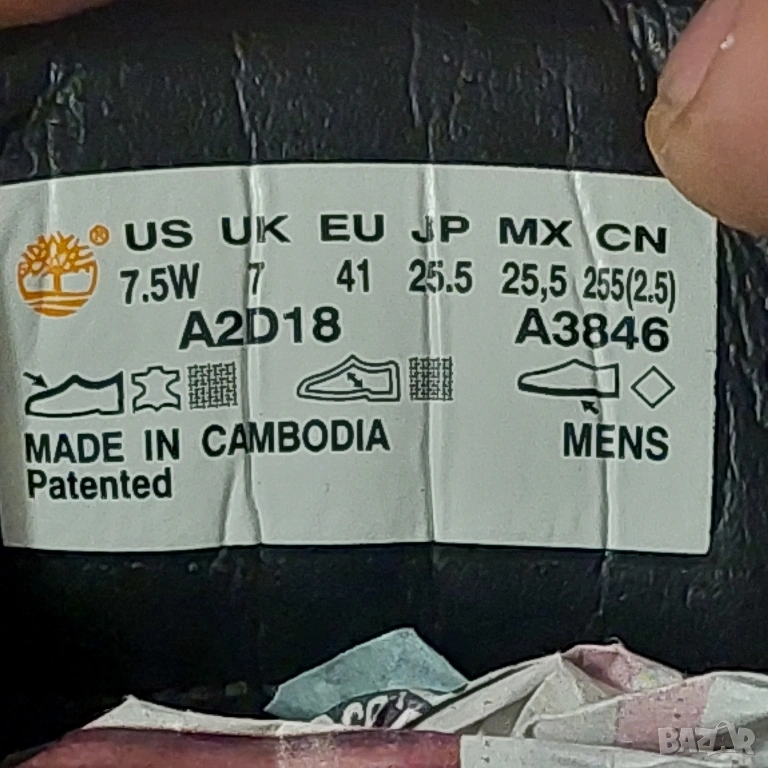 ® US UK EU JP MX CN
7.5W 7 41 25.5 25,5 255(2.5)
A2D18 A3846
MADE IN CAMBODIA MENS
Patented
BAZAR